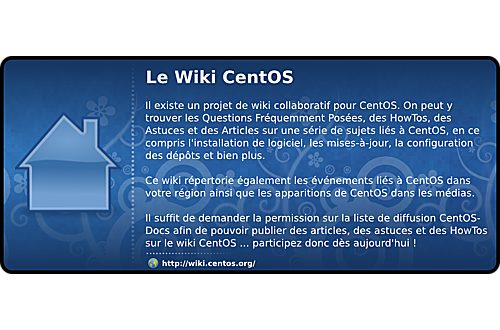 Le Wiki CentOS
Il existe un projet de wiki collaboratif pour CentOS. On peut y
trouver les Questions Fréquemment Posées, des HowTos, des
Astuces et des Articles sur une série de sujets liés à CentOS, en ce
compris l'installation de logiciel, les mises-à-jour, la configuration
des dépôts et bien plus.
Ce wiki répertorie également les événements liés à CentOS dans
votre région ainsi que les apparitions de CentOS dans les médias.
Il suffit de demander la permission sur la liste de diffusion CentOS-
Docs afin de pouvoir publier des articles, des astuces et des HowTos
sur le wiki CentOS ... participez donc dès aujourd'hui !
http://wiki.centos.org/